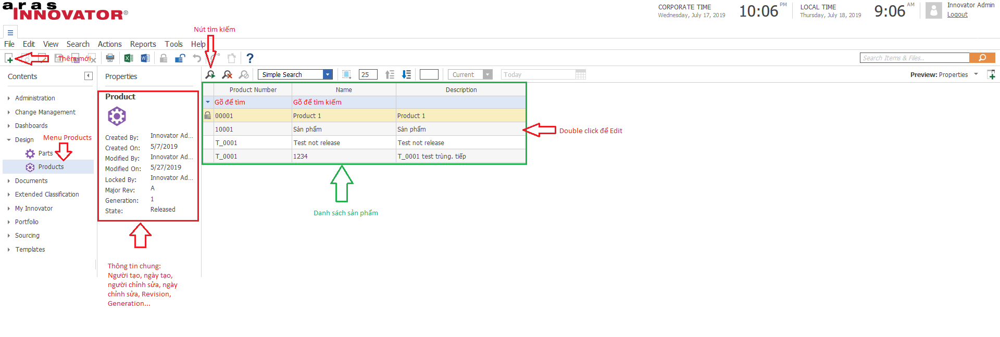 aras
INNOVATOR®
CORPORATE TIME
Wednesday, July 17, 2019
10:06 PM
LOCAL TIME
Thursday, July 18, 2019
9:06 AM
Innovator Admin
Logout
Nút tìm kiếm
File Edit View Search Actions Reports Tools Help
Thêm mới
Search Items & Files..
Contents
Properties
Simple Search
25
Current
Today
Preview: Properties
Administration
Change Management
Dashboards
Design
Menu Products
Parts
Products
Documents
Extended Classification
My Innovator
Portfolio
Sourcing
Templates
Product
Created By: Innovator Ad...
Created On: 5/7/2019
Modified By: Innovator Ad...
Modified On: 5/27/2019
Locked By: Innovator Ad...
Major Rev: A
Generation: 1
State: Released
Thông tin chung:
Người tạo, ngày tạo,
người chỉnh sửa, ngày
chỉnh sửa, Revision,
Generation...
Product Number Name Description
Gõ để tìm Gõ để tìm kiếm
00001 Product 1 Product 1
10001 Sản phẩm Sản phẩm
T_0001 Test not release Test not release
T_0001 1234 T_0001 test trùng. tiếp
Double click để Edit
Danh sách sản phẩm